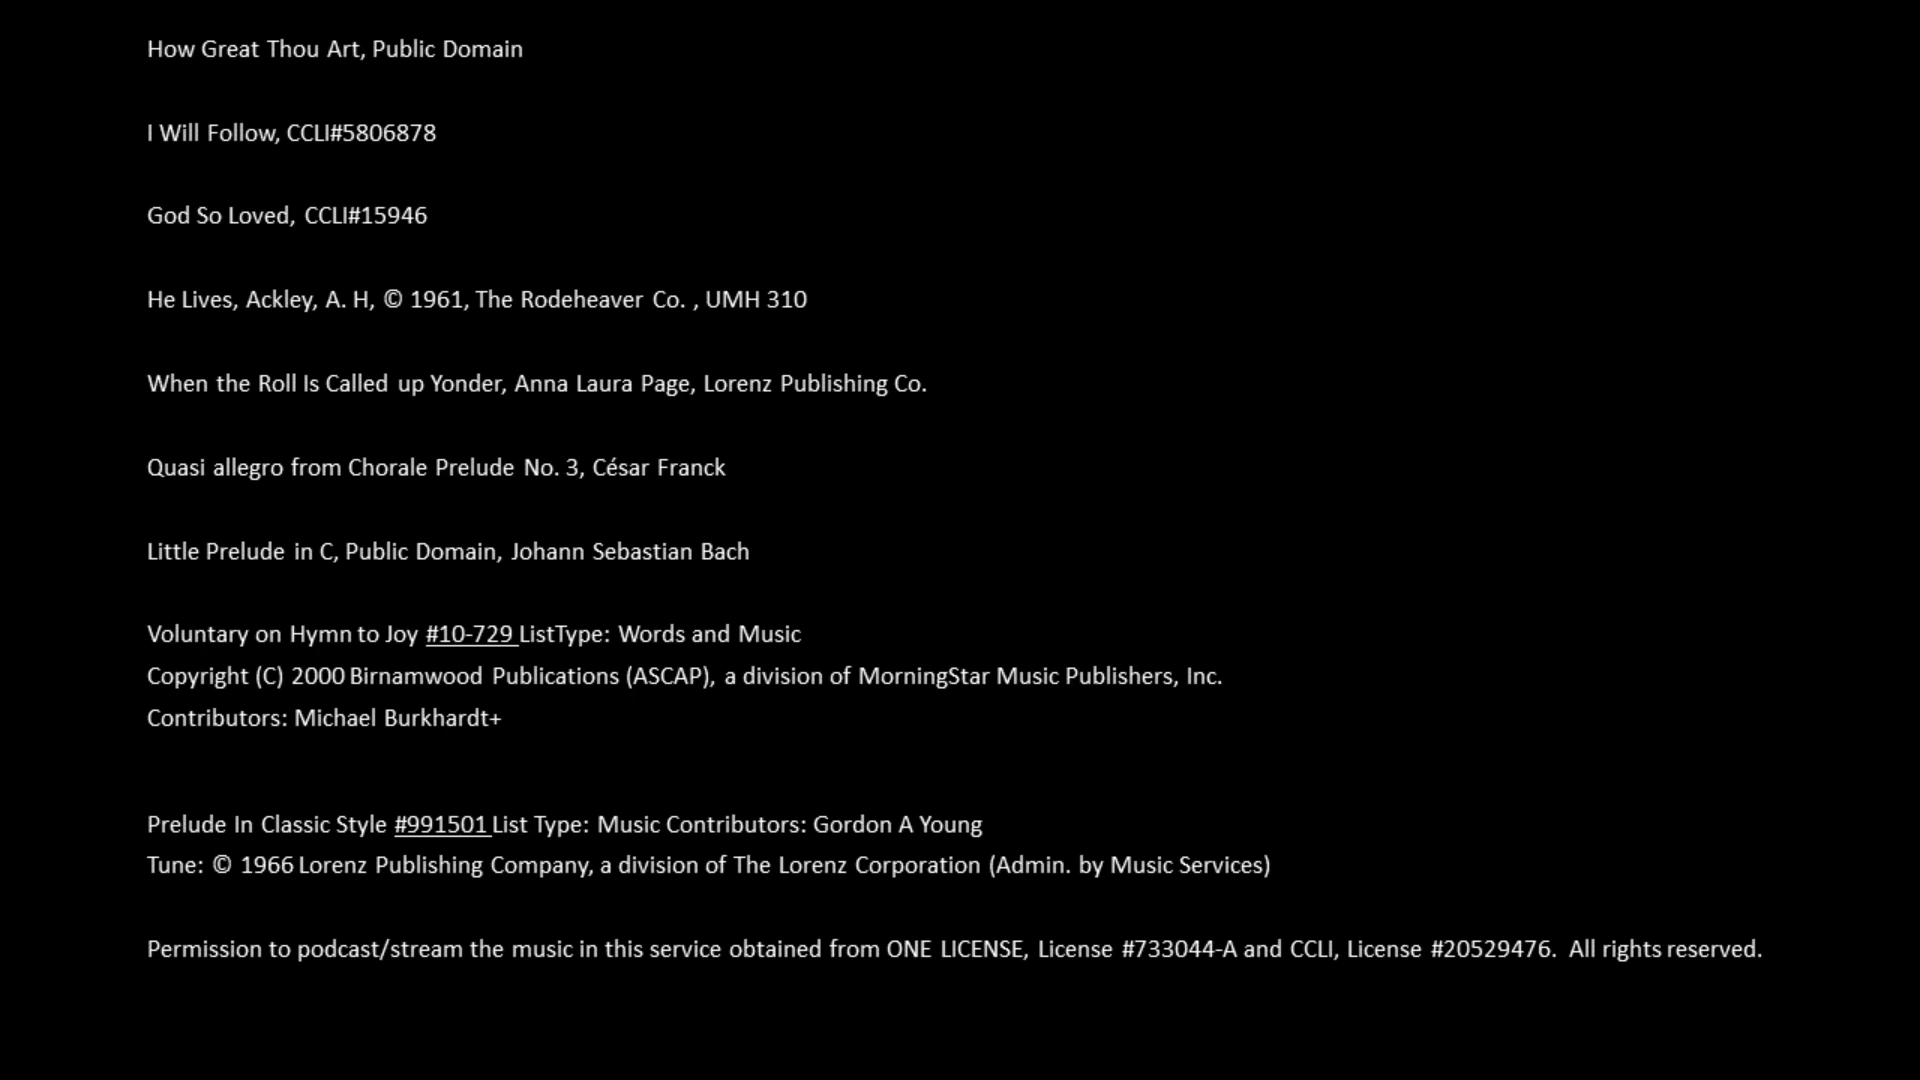 How Great Thou Art, Public Domain
I Will Follow, CCLI#5806878
God So Loved, CCLI#15946
He Lives, Ackley, A. H, © 1961, The Rodeheaver Co. , UMH 310
When the Roll Is Called up Yonder, Anna Laura Page, Lorenz Publishing Co.
Quasi allegro from Chorale Prelude No. 3, César Franck
Little Prelude in C, Public Domain, Johann Sebastian Bach
Voluntary on Hymn to Joy #10-729 ListType: Words and Music
Copyright (C) 2000 Birnamwood Publications (ASCAP), a division of MorningStar Music Publishers, Inc.
Contributors: Michael Burkhardt+
Prelude In Classic Style #991501 List Type: Music Contributors: Gordon A Young
Tune: © 1966 Lorenz Publishing Company, a division of The Lorenz Corporation (Admin. by Music Services)
Permission to podcast/stream the music in this service obtained from ONE LICENSE, License #733044-A and CCLI, License #20529476.  All rights reserved.